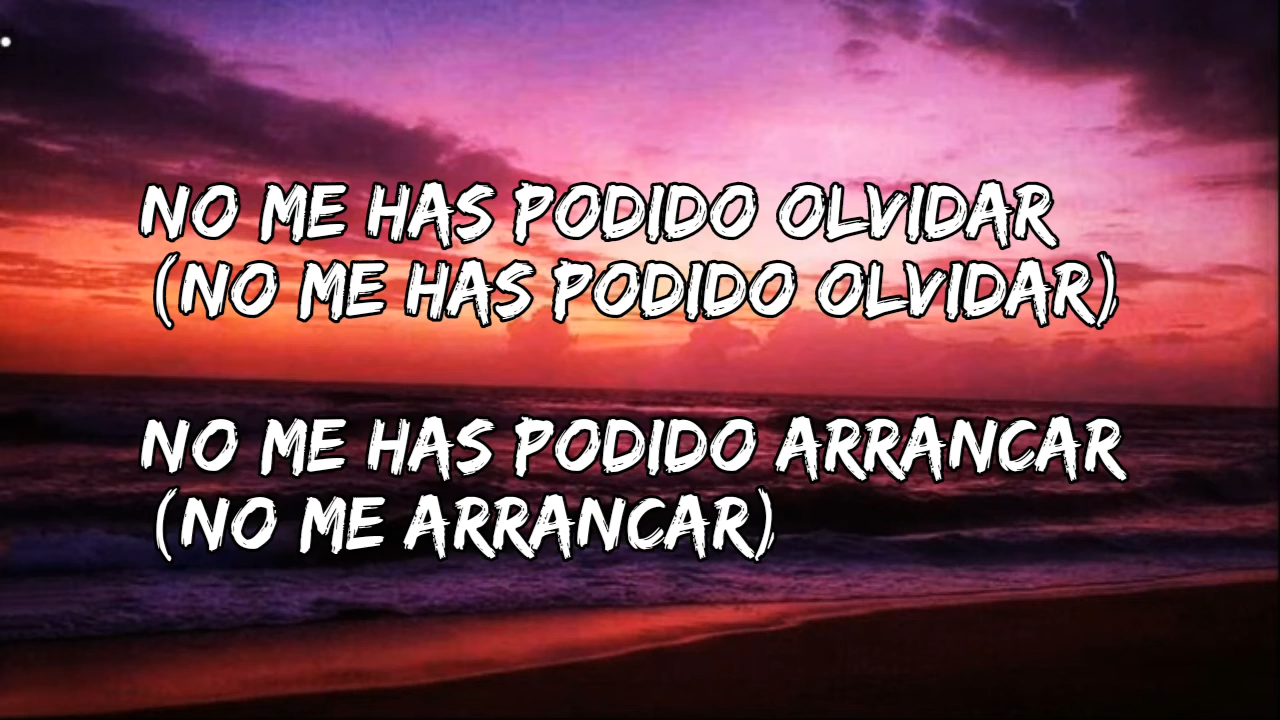 NO ME HAS PODIDO OLVIDAR
(NO ME HAS PODIDO OLVIDAR)
NO ME HAS PODIDO ARRANCAR
(NO ME ARRANCAR)